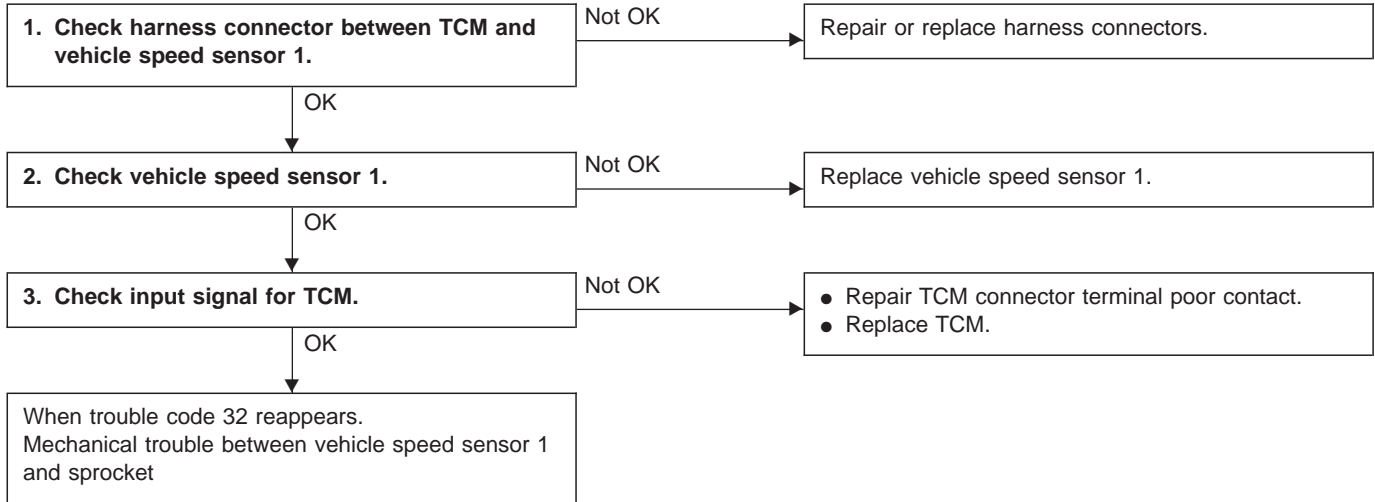 1. Check harness connector between TCM and
vehicle speed sensor 1.
Not OK
Repair or replace harness connectors.
OK
2. Check vehicle speed sensor 1.
Not OK
Replace vehicle speed sensor 1.
OK
3. Check input signal for TCM.
Not OK
● Repair TCM connector terminal poor contact.
● Replace TCM.
OK
When trouble code 32 reappears.
Mechanical trouble between vehicle speed sensor 1
and sprocket